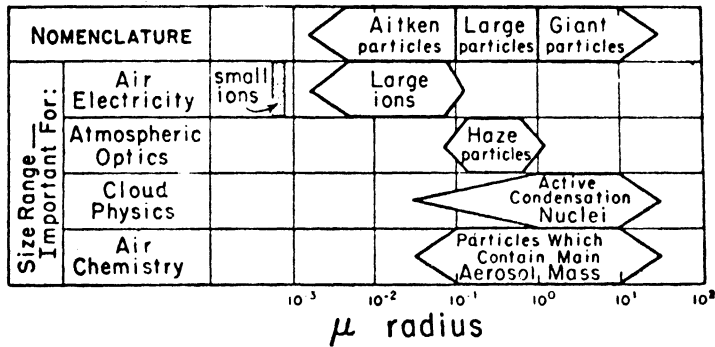 NOMENCLATURE
Aitken
particles
Large
particles
Giant
particles
Size Range—
Important For:
Air
Electricity
small
ions
Large
ions
Atmospheric
Optics
Haze
particles
Cloud
Physics
Active
Condensation
Nuclei
Air
Chemistry
Particles Which
Contain Main
Aerosol Mass
10⁻³ 10⁻² 10⁻¹ 10⁰ 10¹ 10²
μ radius